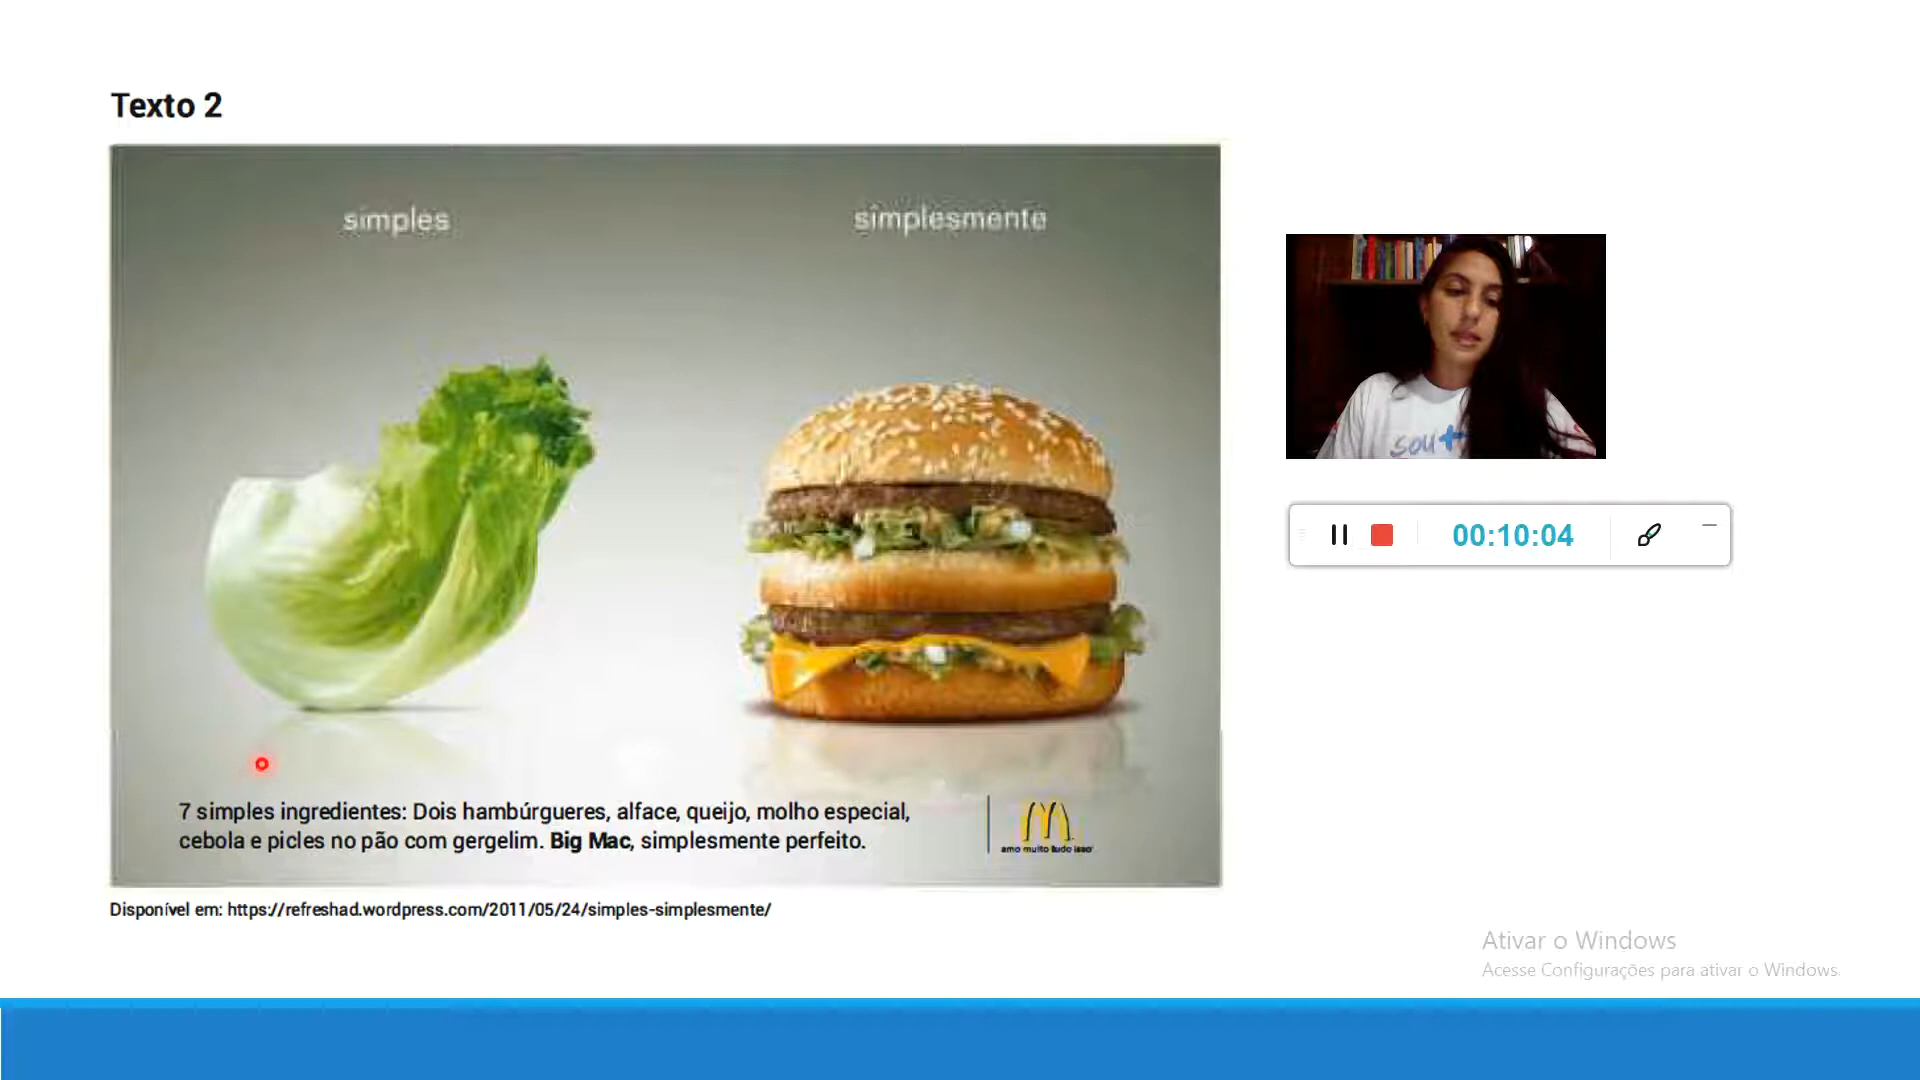 Texto 2
simples
simplesmente
7 simples ingredientes: Dois hambúrgueres, alface, queijo, molho especial,
cebola e picles no pão com gergelim. Big Mac, simplesmente perfeito.
amo muito tudo isso
Disponível em: https://refreshad.wordpress.com/2011/05/24/simples-simplesmente/
sou+
00:10:04
Ativar o Windows
Acesse Configurações para ativar o Windows.